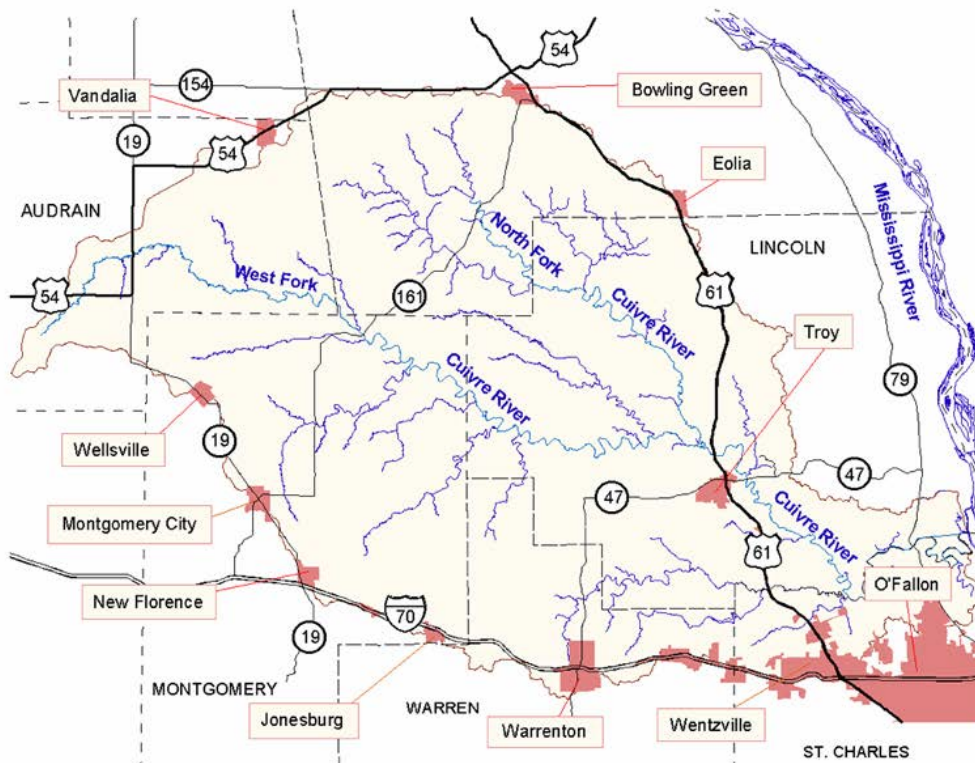 54
154
Vandalia
Bowling Green
19
54
Eolia
AUDRAIN
LINCOLN
Mississippi River
North Fork
West Fork
54
161
61
Cuivre River
Troy
Cuivre River
79
Wellsville
19
47
47
Montgomery City
Cuivre River
61
O'Fallon
New Florence
70
19
MONTGOMERY
Jonesburg
WARREN
Warrenton
Wentzville
ST. CHARLES